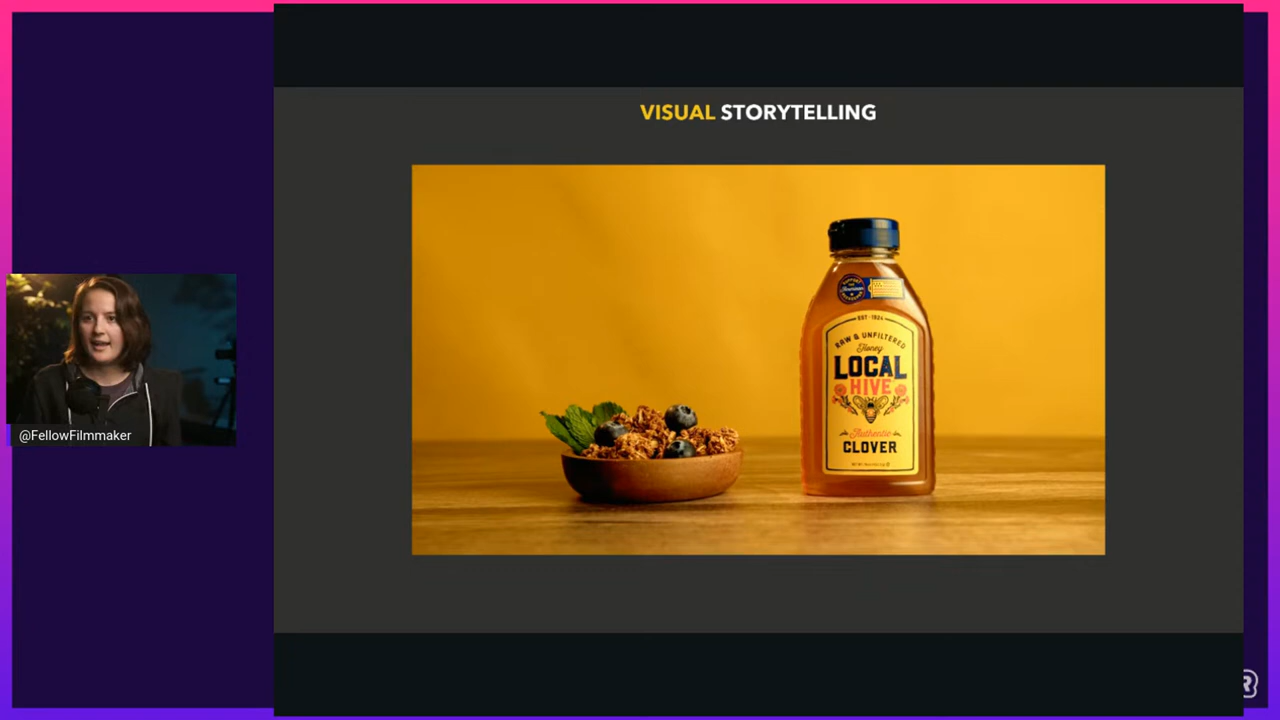 VISUAL STORYTELLING
EST · 1924
RAW & UNFILTERED
Honey
LOCAL
HIVE
Authentic
CLOVER
@FellowFilmmaker
R